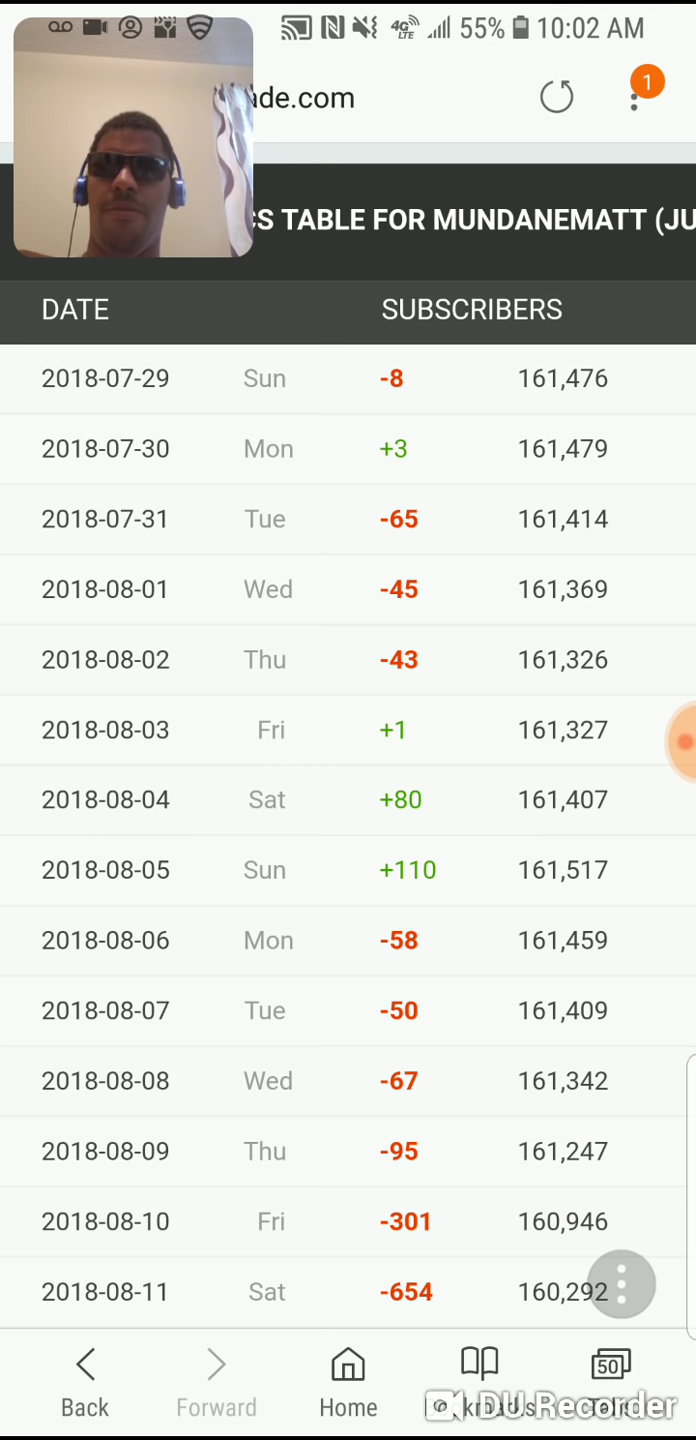 55% 10:02 AM
4G LTE
ade.com
1
CS TABLE FOR MUNDANEMATT (JU
DATE SUBSCRIBERS
2018-07-29 Sun -8 161,476
2018-07-30 Mon +3 161,479
2018-07-31 Tue -65 161,414
2018-08-01 Wed -45 161,369
2018-08-02 Thu -43 161,326
2018-08-03 Fri +1 161,327
2018-08-04 Sat +80 161,407
2018-08-05 Sun +110 161,517
2018-08-06 Mon -58 161,459
2018-08-07 Tue -50 161,409
2018-08-08 Wed -67 161,342
2018-08-09 Thu -95 161,247
2018-08-10 Fri -301 160,946
2018-08-11 Sat -654 160,292
50
Back Forward Home
DU Recorder